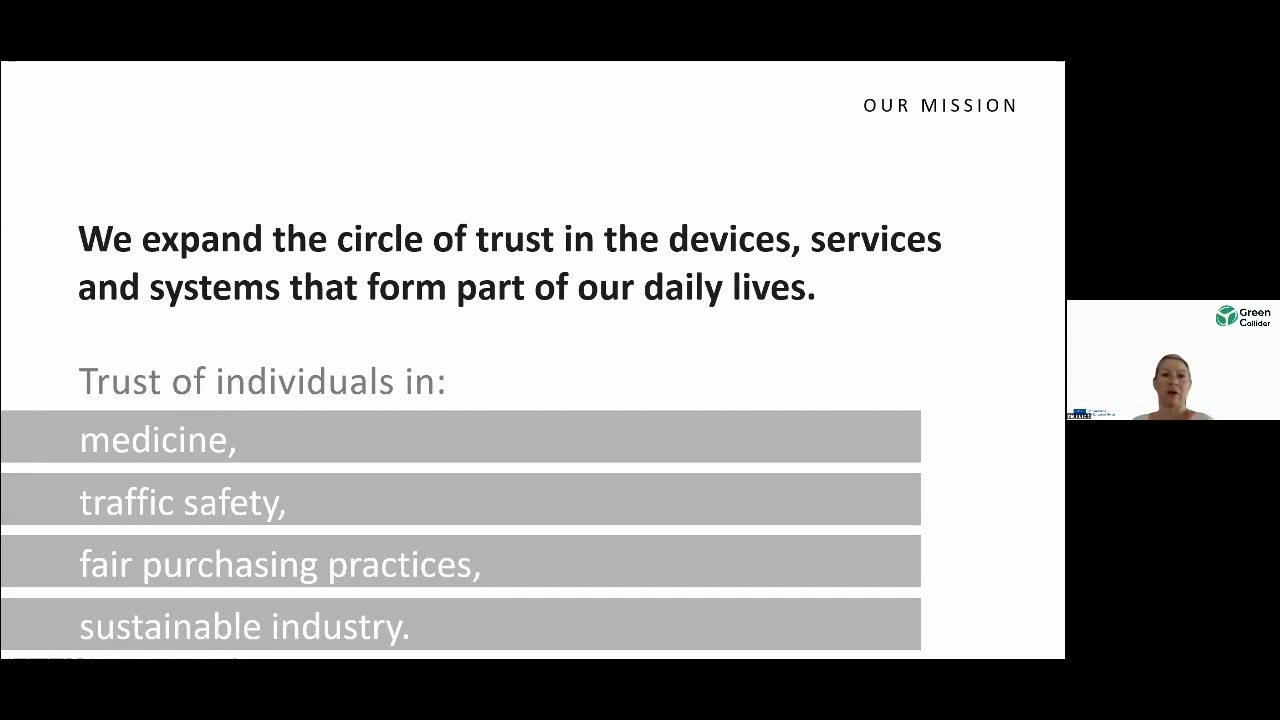 OUR MISSION
We expand the circle of trust in the devices, services
and systems that form part of our daily lives.
Trust of individuals in:
medicine,
traffic safety,
fair purchasing practices,
sustainable industry.
Green
Collider